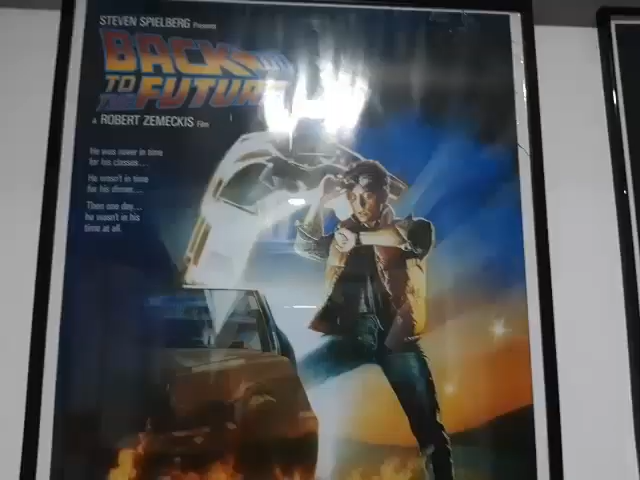 STEVEN SPIELBERG Presents
BACK
TO
THE FUTURE
A ROBERT ZEMECKIS Film
He was never in time
for his classes...
He wasn't in time
for his dinner...
Then one day...
he wasn't in his
time at all.